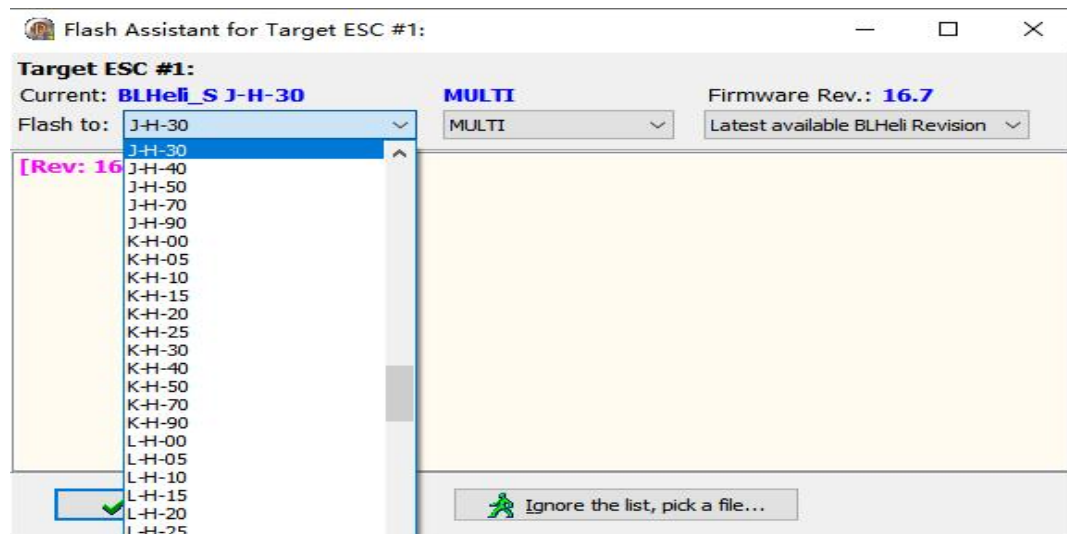 Flash Assistant for Target ESC #1:
Target ESC #1:
Current: BLHeli_S J-H-30 MULTI Firmware Rev.: 16.7
Flash to: J-H-30 MULTI Latest available BLHeli Revision
[Rev: 16
J-H-30
J-H-40
J-H-50
J-H-70
J-H-90
K-H-00
K-H-05
K-H-10
K-H-15
K-H-20
K-H-25
K-H-30
K-H-40
K-H-50
K-H-70
K-H-90
L-H-00
L-H-05
L-H-10
L-H-15
L-H-20
L-H-25
Ignore the list, pick a file...